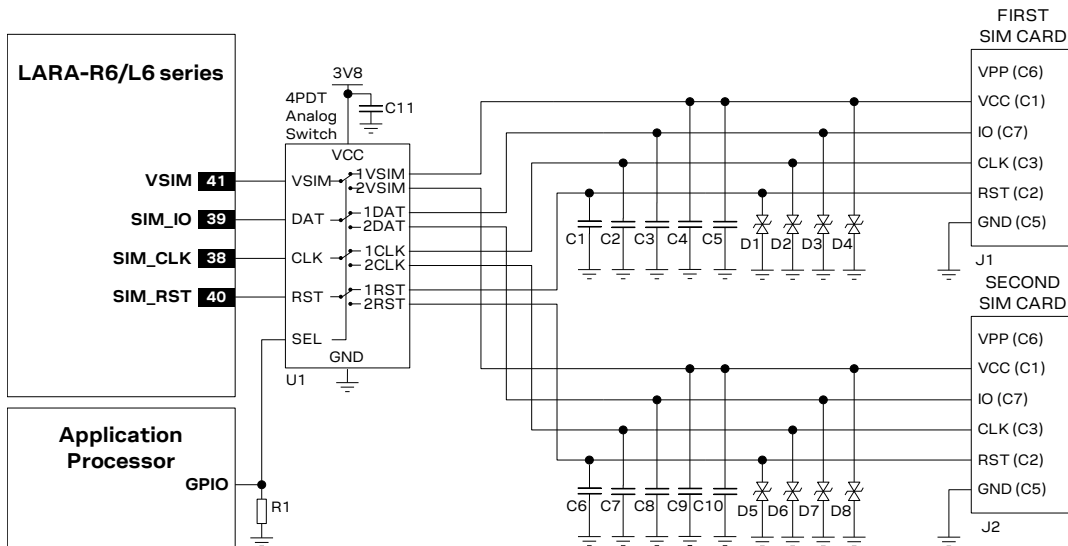 FIRST
SIM CARD
LARA-R6/L6 series
3V8
4PDT
Analog
Switch
C11
VCC
VPP (C6)
VCC (C1)
IO (C7)
CLK (C3)
RST (C2)
GND (C5)
J1
VSIM 41
SIM_IO 39
SIM_CLK 38
SIM_RST 40
VSIM
1VSIM
2VSIM
DAT
1DAT
2DAT
CLK
1CLK
2CLK
RST
1RST
2RST
SEL
GND
U1
C1 C2 C3 C4 C5 D1 D2 D3 D4
SECOND
SIM CARD
VPP (C6)
VCC (C1)
IO (C7)
CLK (C3)
RST (C2)
GND (C5)
J2
Application
Processor
GPIO
R1
C6 C7 C8 C9 C10 D5 D6 D7 D8